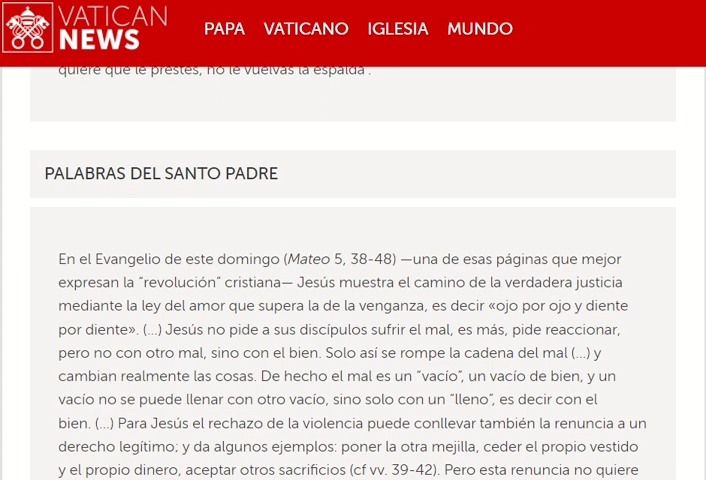 VATICAN
NEWS
PAPA VATICANO IGLESIA MUNDO
quiere que le prestes, no le vuelvas la espalda".
PALABRAS DEL SANTO PADRE
En el Evangelio de este domingo (Mateo 5, 38-48) —una de esas páginas que mejor
expresan la “revolución” cristiana— Jesús muestra el camino de la verdadera justicia
mediante la ley del amor que supera la de la venganza, es decir «ojo por ojo y diente
por diente». (...) Jesús no pide a sus discípulos sufrir el mal, es más, pide reaccionar,
pero no con otro mal, sino con el bien. Solo así se rompe la cadena del mal (...) y
cambian realmente las cosas. De hecho el mal es un “vacío”, un vacío de bien, y un
vacío no se puede llenar con otro vacío, sino solo con un “lleno”, es decir con el
bien. (...) Para Jesús el rechazo de la violencia puede conllevar también la renuncia a un
derecho legítimo; y da algunos ejemplos: poner la otra mejilla, ceder el propio vestido
y el propio dinero, aceptar otros sacrificios (cf vv. 39-42). Pero esta renuncia no quiere